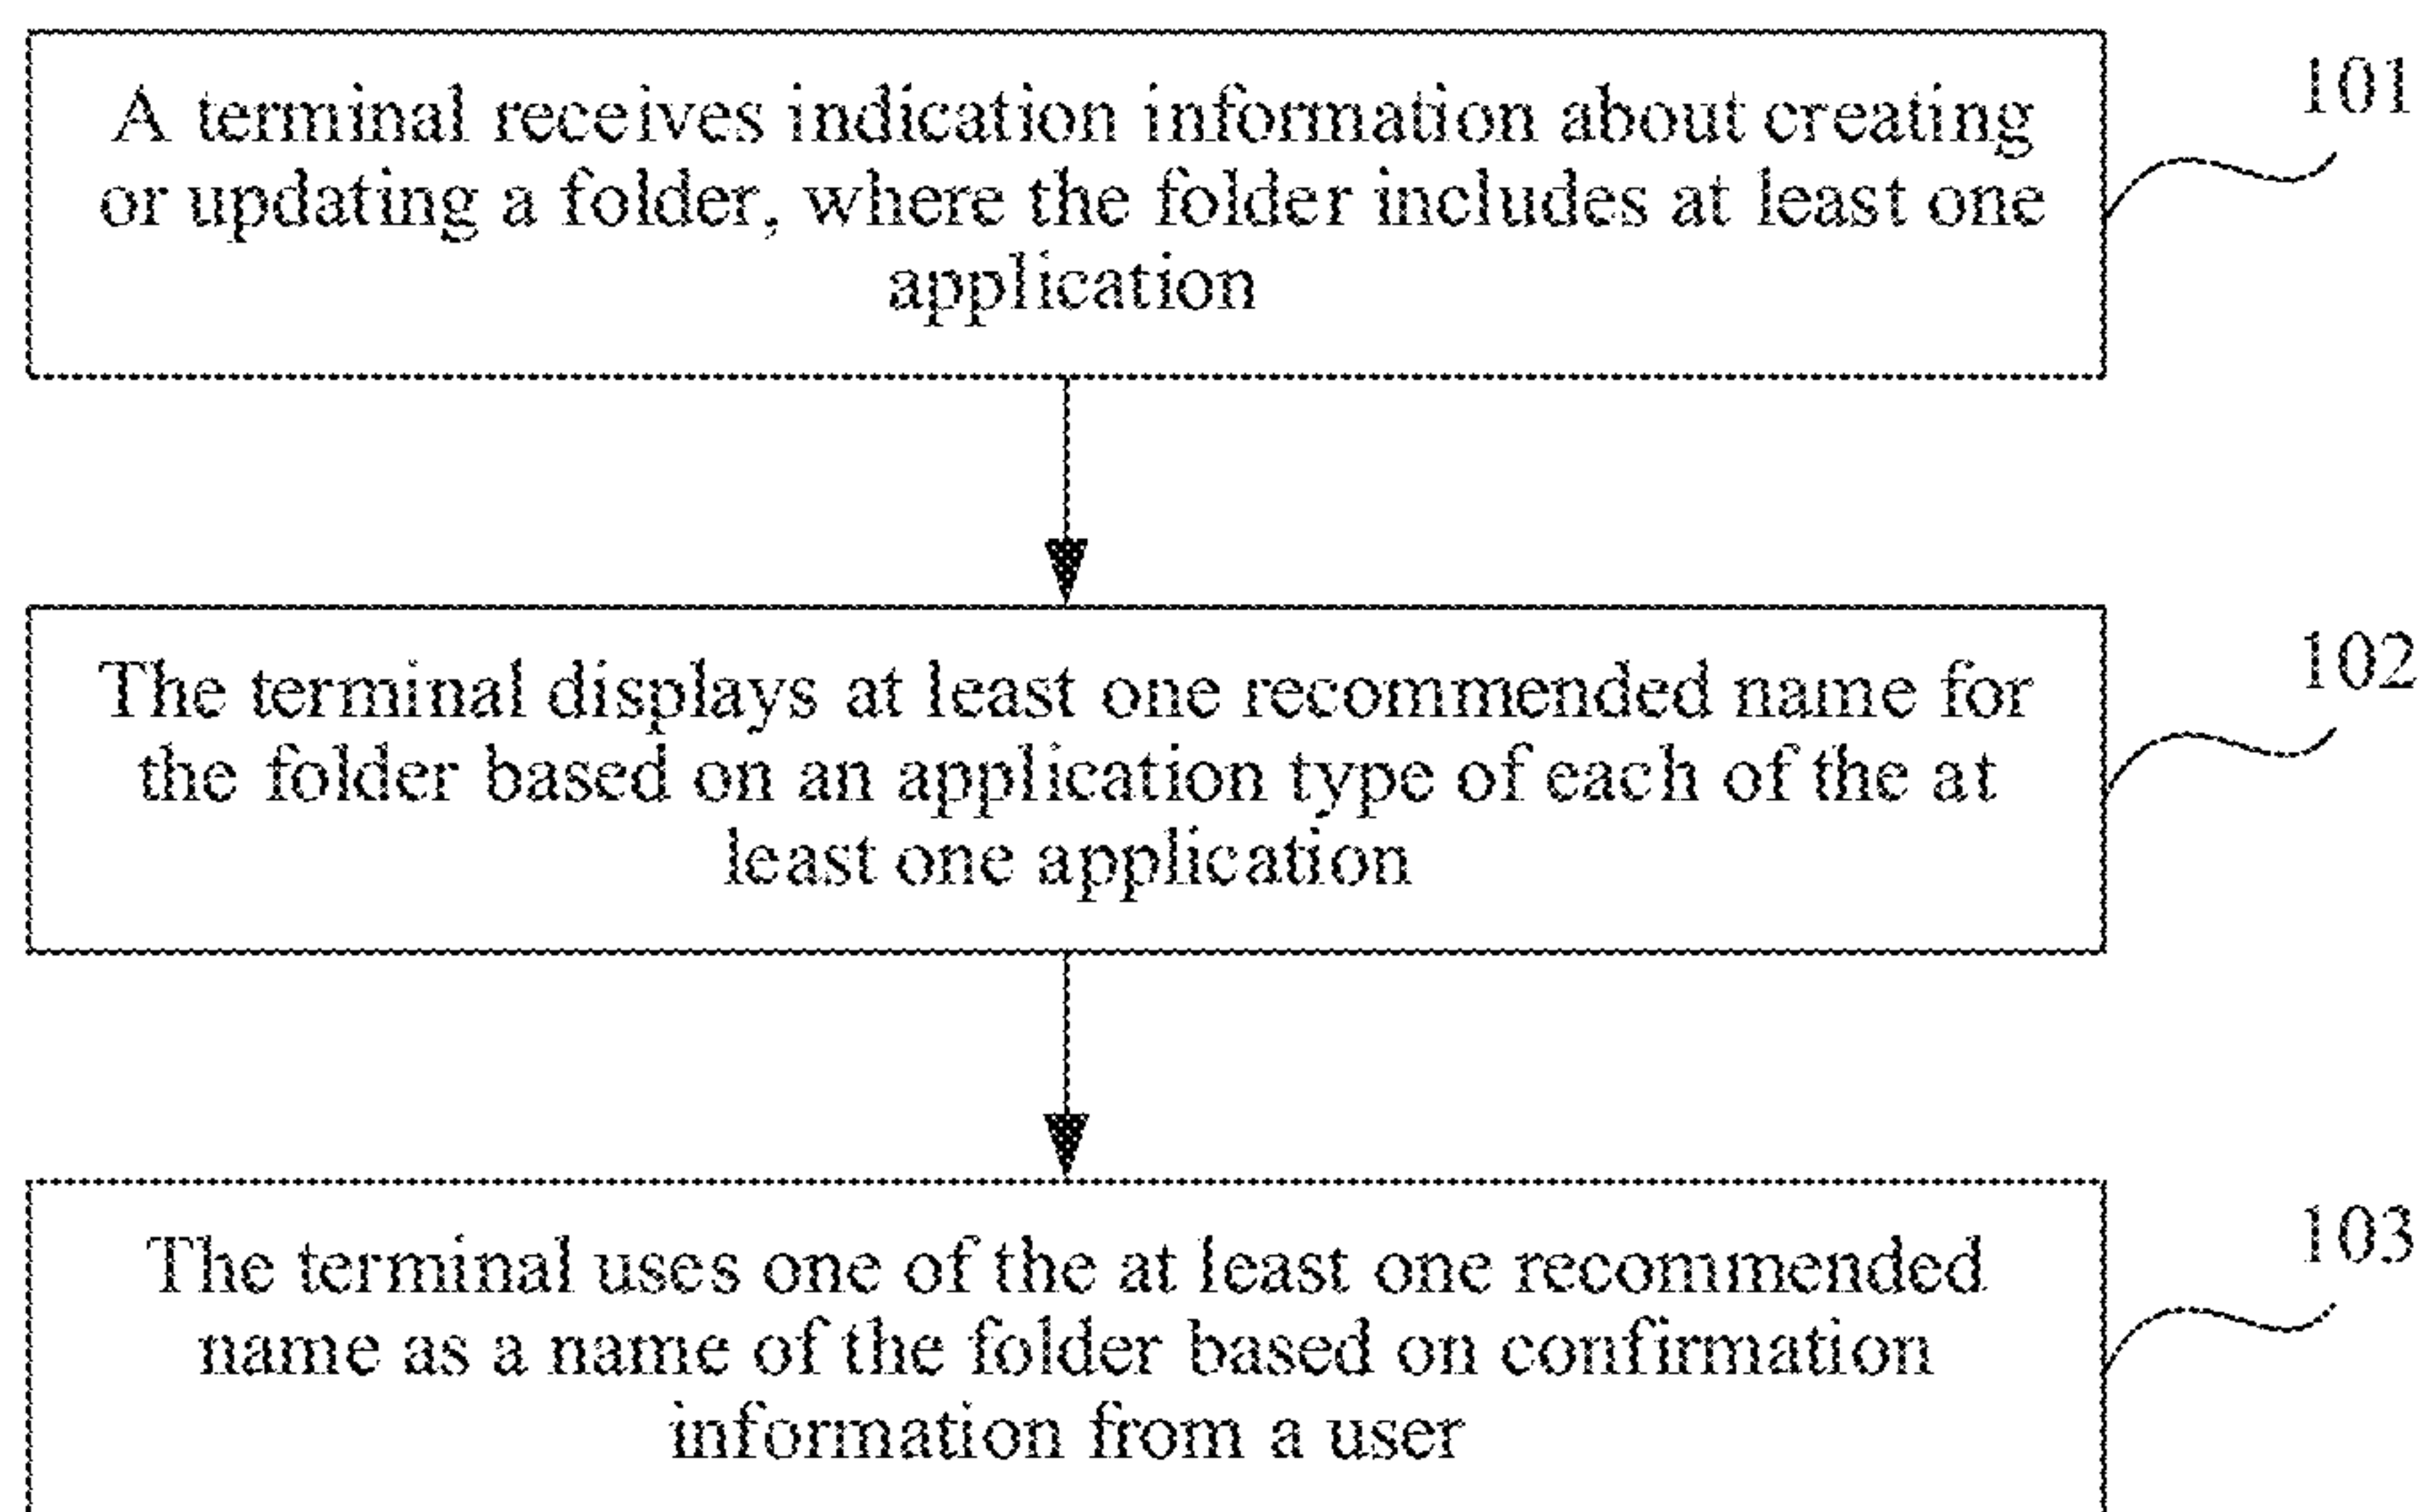 A terminal receives indication information about creating
or updating a folder, where the folder includes at least one
application
101
The terminal displays at least one recommended name for
the folder based on an application type of each of the at
least one application
102
The terminal uses one of the at least one recommended
name as a name of the folder based on confirmation
information from a user
103